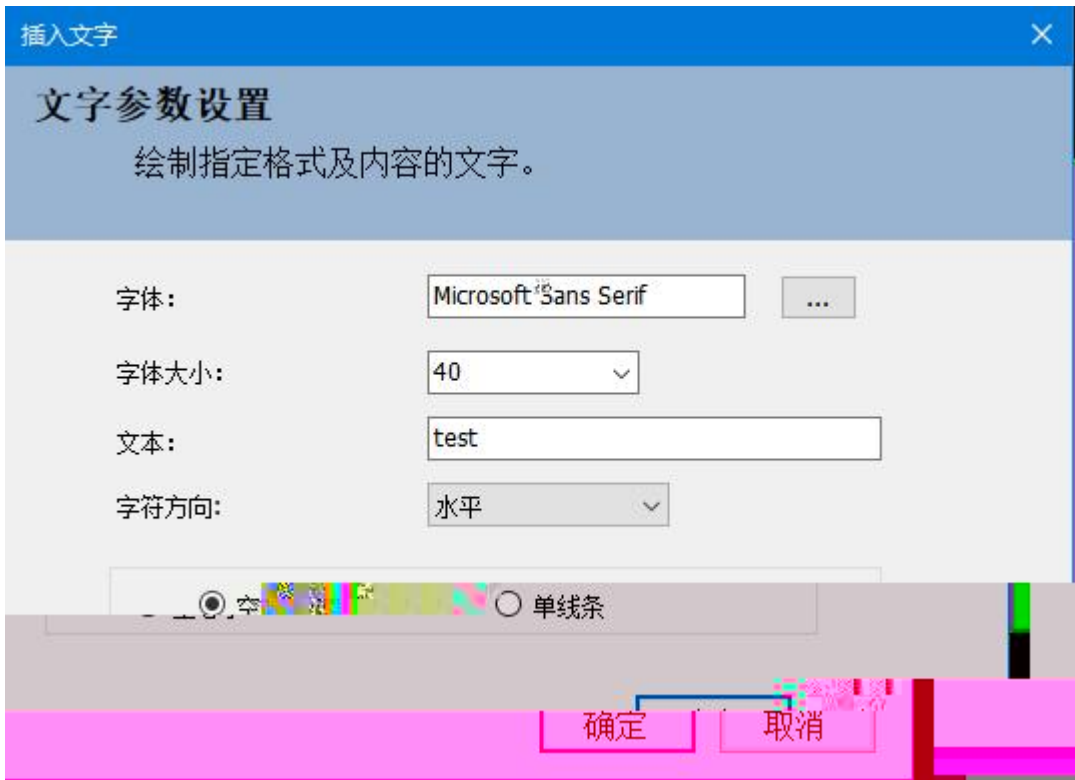 插入文字
文字参数设置
绘制指定格式及内容的文字。
字体： Microsoft Sans Serif ...
字体大小： 40
文本： test
字符方向: 水平
空 单线条
确定 取消